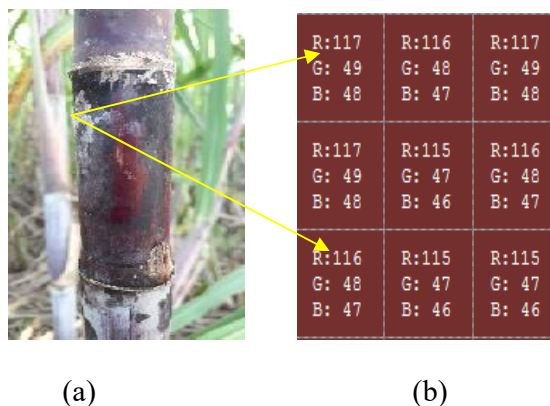 R:117 R:116 R:117
G: 49 G: 48 G: 49
B: 48 B: 47 B: 48
R:117 R:115 R:116
G: 49 G: 47 G: 48
B: 48 B: 46 B: 47
R:116 R:115 R:115
G: 48 G: 47 G: 47
B: 47 B: 46 B: 46
(a) (b)